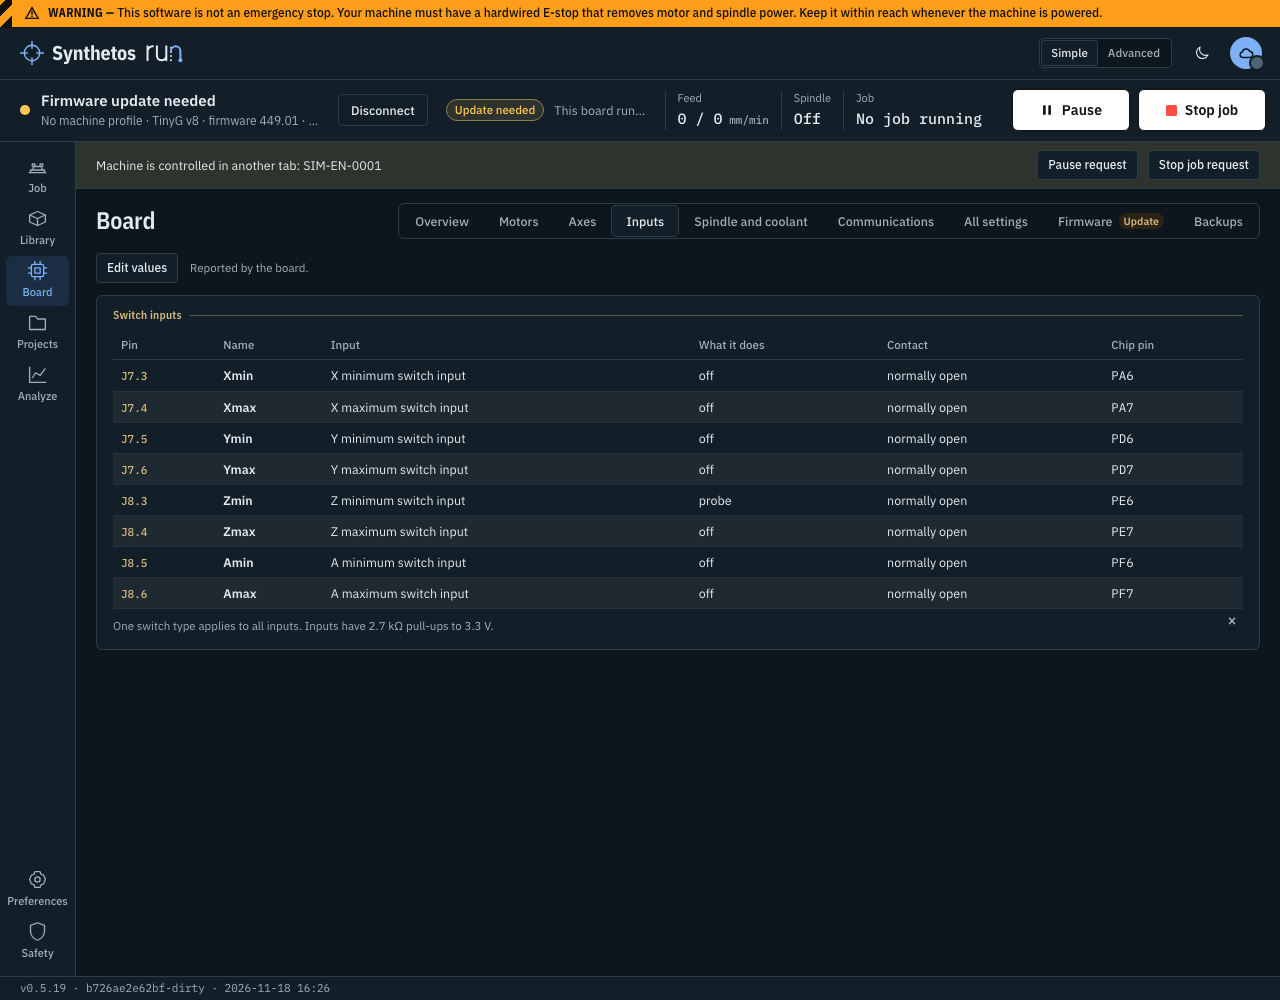 WARNING — This software is not an emergency stop. Your machine must have a hardwired E-stop that removes motor and spindle power. Keep it within reach whenever the machine is powered.
Synthetos run
Simple Advanced
Firmware update needed
No machine profile · TinyG v8 · firmware 449.01 · ...
Disconnect
Update needed
This board run...
Feed
0 / 0 mm/min
Spindle
Off
Job
No job running
Pause
Stop job
Machine is controlled in another tab: SIM-EN-0001
Pause request
Stop job request
Job
Library
Board
Projects
Analyze
Preferences
Safety
Board
Overview Motors Axes Inputs Spindle and coolant Communications All settings Firmware Update Backups
Edit values Reported by the board.
Switch inputs
Pin Name Input What it does Contact Chip pin
J7.3 Xmin X minimum switch input off normally open PA6
J7.4 Xmax X maximum switch input off normally open PA7
J7.5 Ymin Y minimum switch input off normally open PD6
J7.6 Ymax Y maximum switch input off normally open PD7
J8.3 Zmin Z minimum switch input probe normally open PE6
J8.4 Zmax Z maximum switch input off normally open PE7
J8.5 Amin A minimum switch input off normally open PF6
J8.6 Amax A maximum switch input off normally open PF7
One switch type applies to all inputs. Inputs have 2.7 kΩ pull-ups to 3.3 V.
v0.5.19 · b726ae2e62bf-dirty · 2026-11-18 16:26